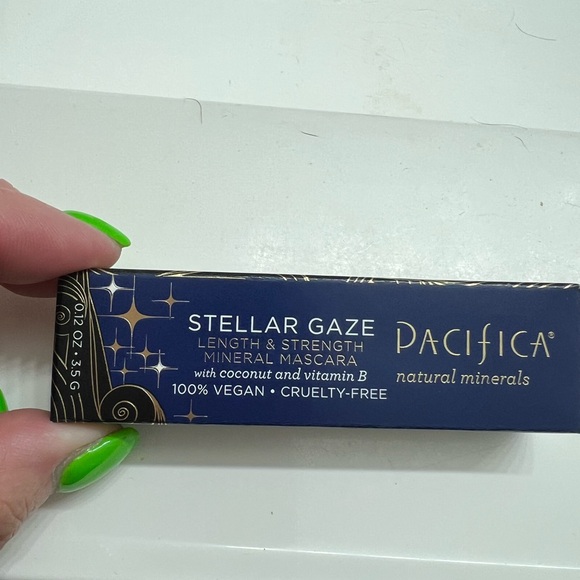 0.12 OZ • 3.5 G
STELLAR GAZE
LENGTH & STRENGTH
MINERAL MASCARA
with coconut and vitamin B
100% VEGAN • CRUELTY-FREE
PACIFICA®
natural minerals